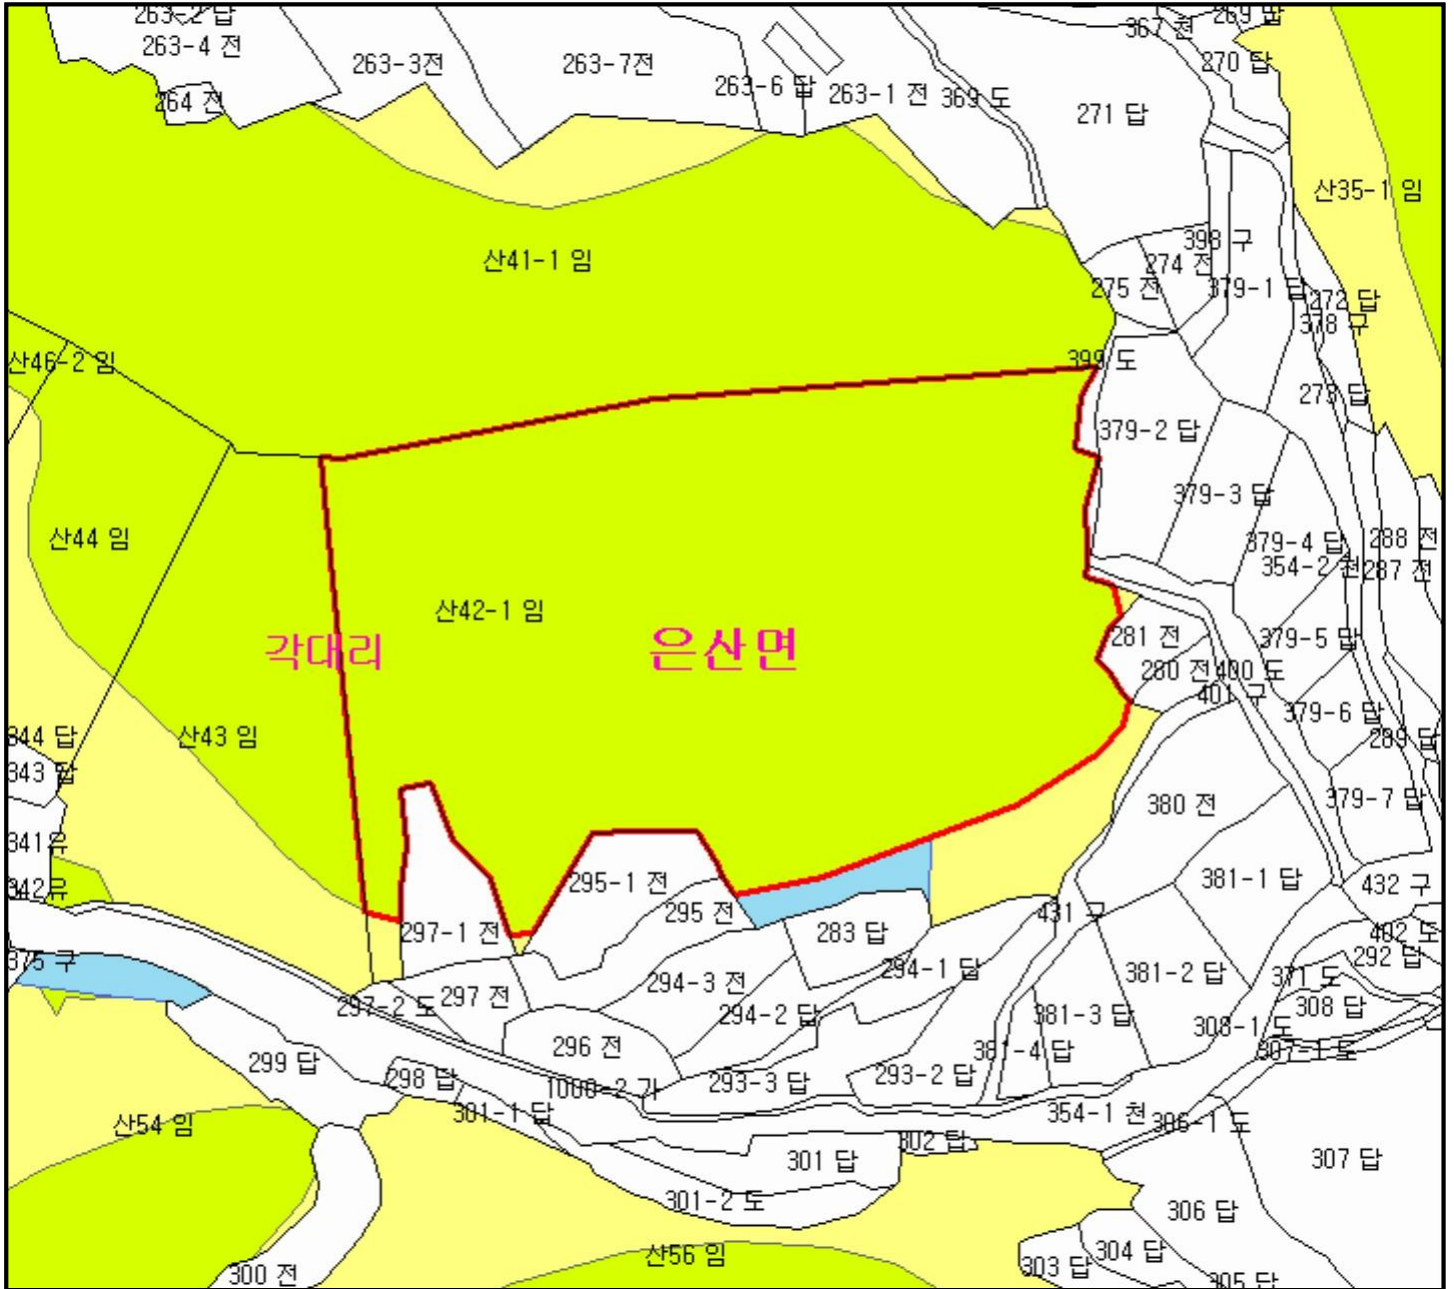 263-2 답
263-4 전
264 전
263-3전
263-7전
263-6 답
263-1 전
369 도
367 천
269 답
270 답
271 답
산35-1 임
산41-1 임
398 구
274 전
275 전
379-1 답
272 답
378 구
산46-2 임
399 도
273 답
379-2 답
379-3 답
산44 임
379-4 답
288 전
354-2 천
287 전
산42-1 임
각대리
은산면
281 전
379-5 답
280 전
400 도
401 구
379-6 답
289 답
344 답
산43 임
343 답
380 전
379-7 답
341유
342유
295-1 전
381-1 답
432 구
297-1 전
295 전
283 답
431 구
402 도
292 답
375 구
294-3 전
294-1 답
381-2 답
371 도
297-2 도
297 전
294-2 답
381-3 답
308-1 도
308 답
307-1 도
296 전
299 답
298 답
1000-2 가
293-3 답
293-2 답
381-4 답
301-1 답
354-1 천
306-1 도
산54 임
302 답
301 답
307 답
301-2 도
306 답
산56 임
304 답
303 답
300 전
305 답